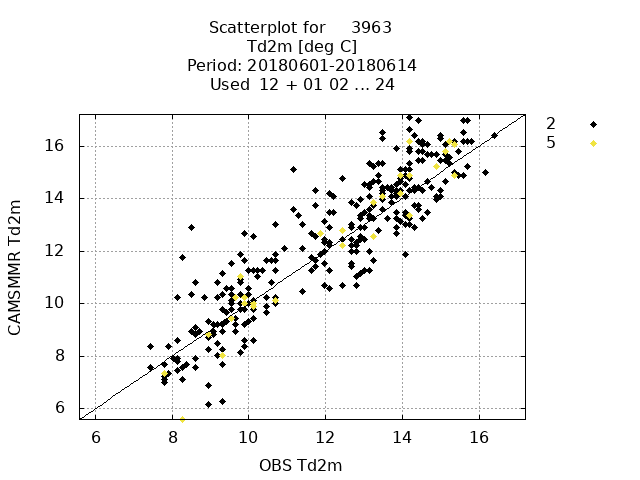 Scatterplot for 3963
Td2m [deg C]
Period: 20180601-20180614
Used 12 + 01 02 ... 24
2
5
CAMSMMR Td2m
16
14
12
10
8
6
6 8 10 12 14 16
OBS Td2m